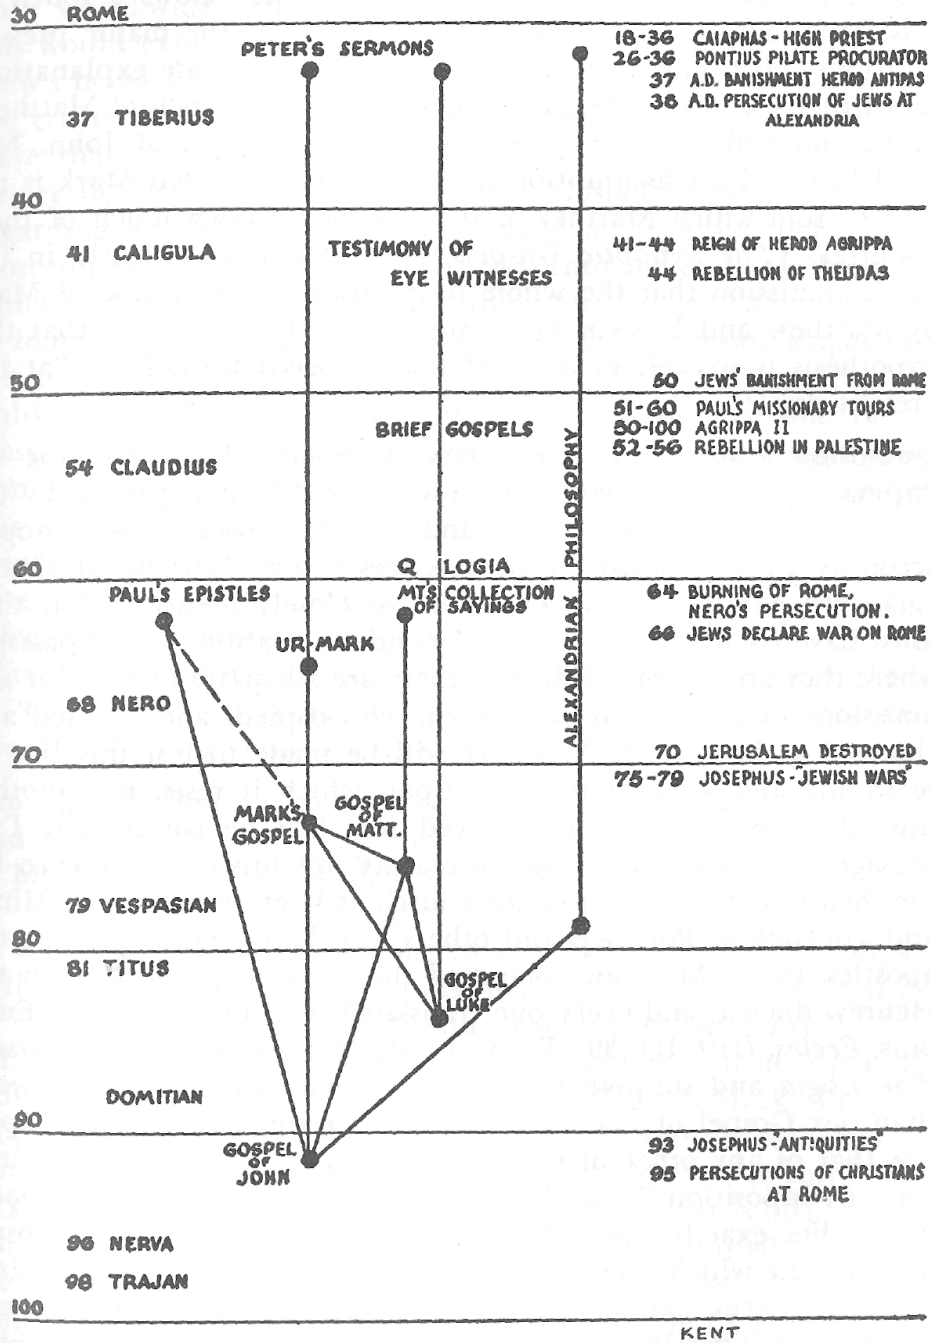 30 ROME
PETER'S SERMONS
18-36 CAIAPHAS - HIGH PRIEST
26-36 PONTIUS PILATE PROCURATOR
37 A.D. BANISHMENT HEROD ANTIPAS
38 A.D. PERSECUTION OF JEWS AT
ALEXANDRIA
37 TIBERIUS
40
41 CALIGULA
TESTIMONY OF
EYE WITNESSES
41-44 REIGN OF HEROD AGRIPPA
44 REBELLION OF THEUDAS
50
50 JEWS' BANISHMENT FROM ROME
51-60 PAUL'S MISSIONARY TOURS
50-100 AGRIPPA II
52-56 REBELLION IN PALESTINE
BRIEF GOSPELS
54 CLAUDIUS
ALEXANDRIAN PHILOSOPHY
Q LOGIA
60
PAUL'S EPISTLES
MT'S COLLECTION
OF SAYINGS
64 BURNING OF ROME,
NERO'S PERSECUTION.
66 JEWS DECLARE WAR ON ROME
UR-MARK
68 NERO
70
70 JERUSALEM DESTROYED
75-79 JOSEPHUS-"JEWISH WARS"
MARK'S
GOSPEL
GOSPEL
OF
MATT.
79 VESPASIAN
80
81 TITUS
GOSPEL
OF
LUKE
DOMITIAN
90
GOSPEL
OF
JOHN
93 JOSEPHUS-"ANTIQUITIES"
95 PERSECUTIONS OF CHRISTIANS
AT ROME
96 NERVA
98 TRAJAN
100
KENT